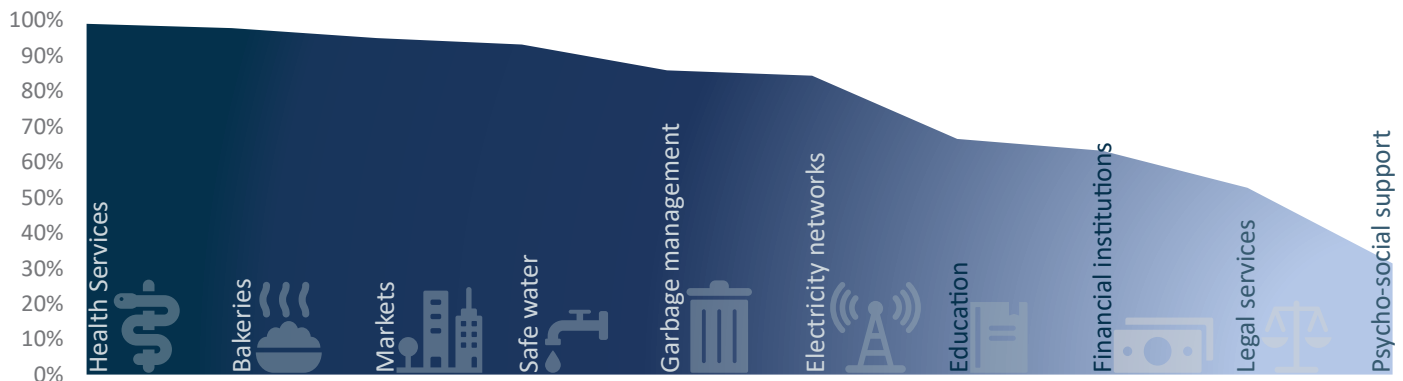 100%
90%
80%
70%
60%
50%
40%
30%
20%
10%
0%
Health Services
Bakeries
Markets
Safe water
Garbage management
Electricity networks
Education
Financial institutions
Legal services
Psycho-social support